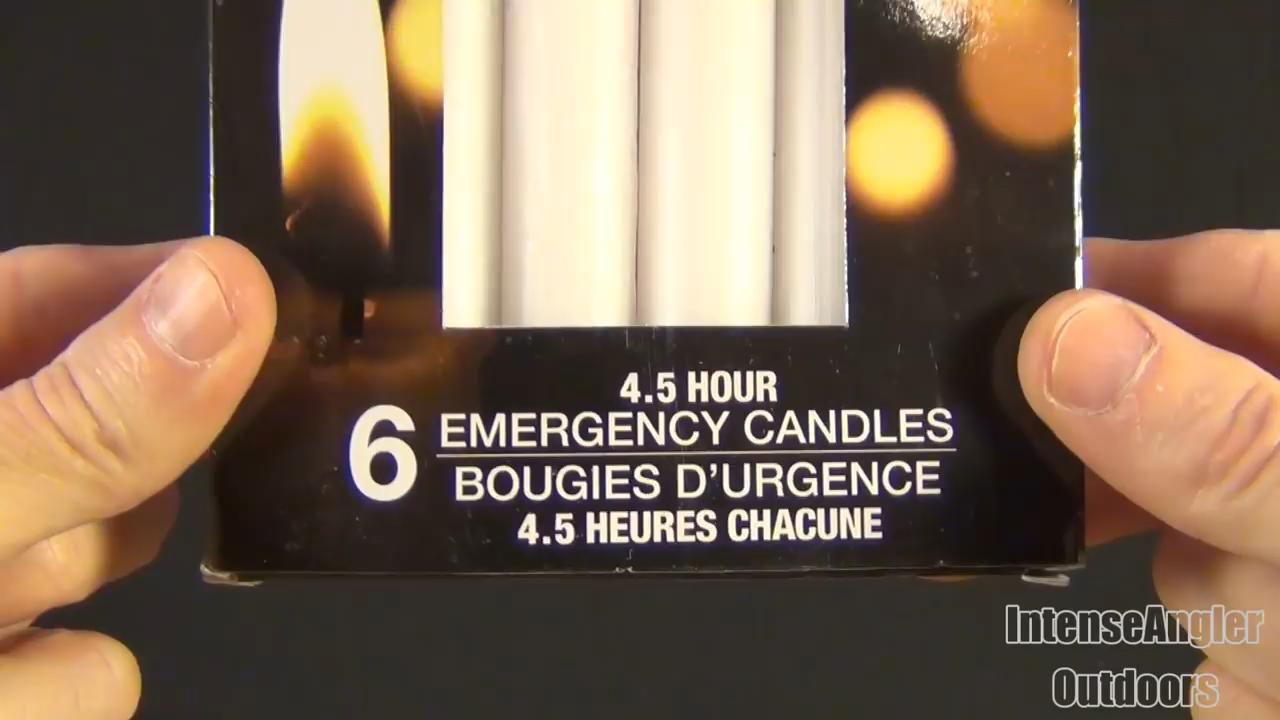 4.5 HOUR
6 EMERGENCY CANDLES
BOUGIES D'URGENCE
4.5 HEURES CHACUNE
IntenseAngler
Outdoors